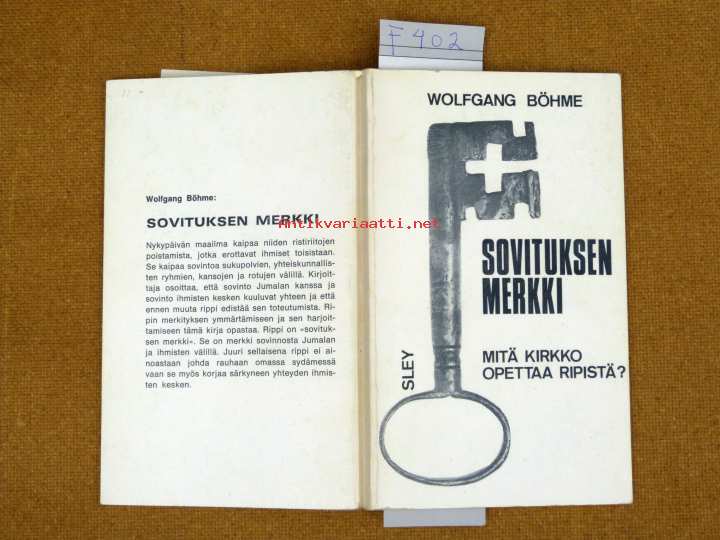 F 402
Wolfgang Böhme:
SOVITUKSEN MERKKI
Antikvariaatti.net
Nykypäivän maailma kaipaa niiden ristiriitojen
poistamista, jotka erottavat ihmiset toisistaan.
Se kaipaa sovintoa sukupolvien, yhteiskunnallis-
ten ryhmien, kansojen ja rotujen välillä. Kirjoit-
taja osoittaa, että sovinto Jumalan kanssa ja
sovinto ihmisten kesken kuuluvat yhteen ja että
ennen muuta rippi edistää sen toteutumista. Ri-
pin merkityksen ymmärtämiseen ja sen harjoit-
tamiseen tämä kirja opastaa. Rippi on »sovituk-
sen merkki». Se on merkki sovinnosta Jumalan
ja ihmisten välillä. Juuri sellaisena rippi ei ai-
noastaan johda rauhaan omassa sydämessä
vaan se myös korjaa särkyneen yhteyden ihmis-
ten kesken.
WOLFGANG BÖHME
SOVITUKSEN
MERKKI
MITÄ KIRKKO
OPETTAA RIPISTÄ?
SLEY